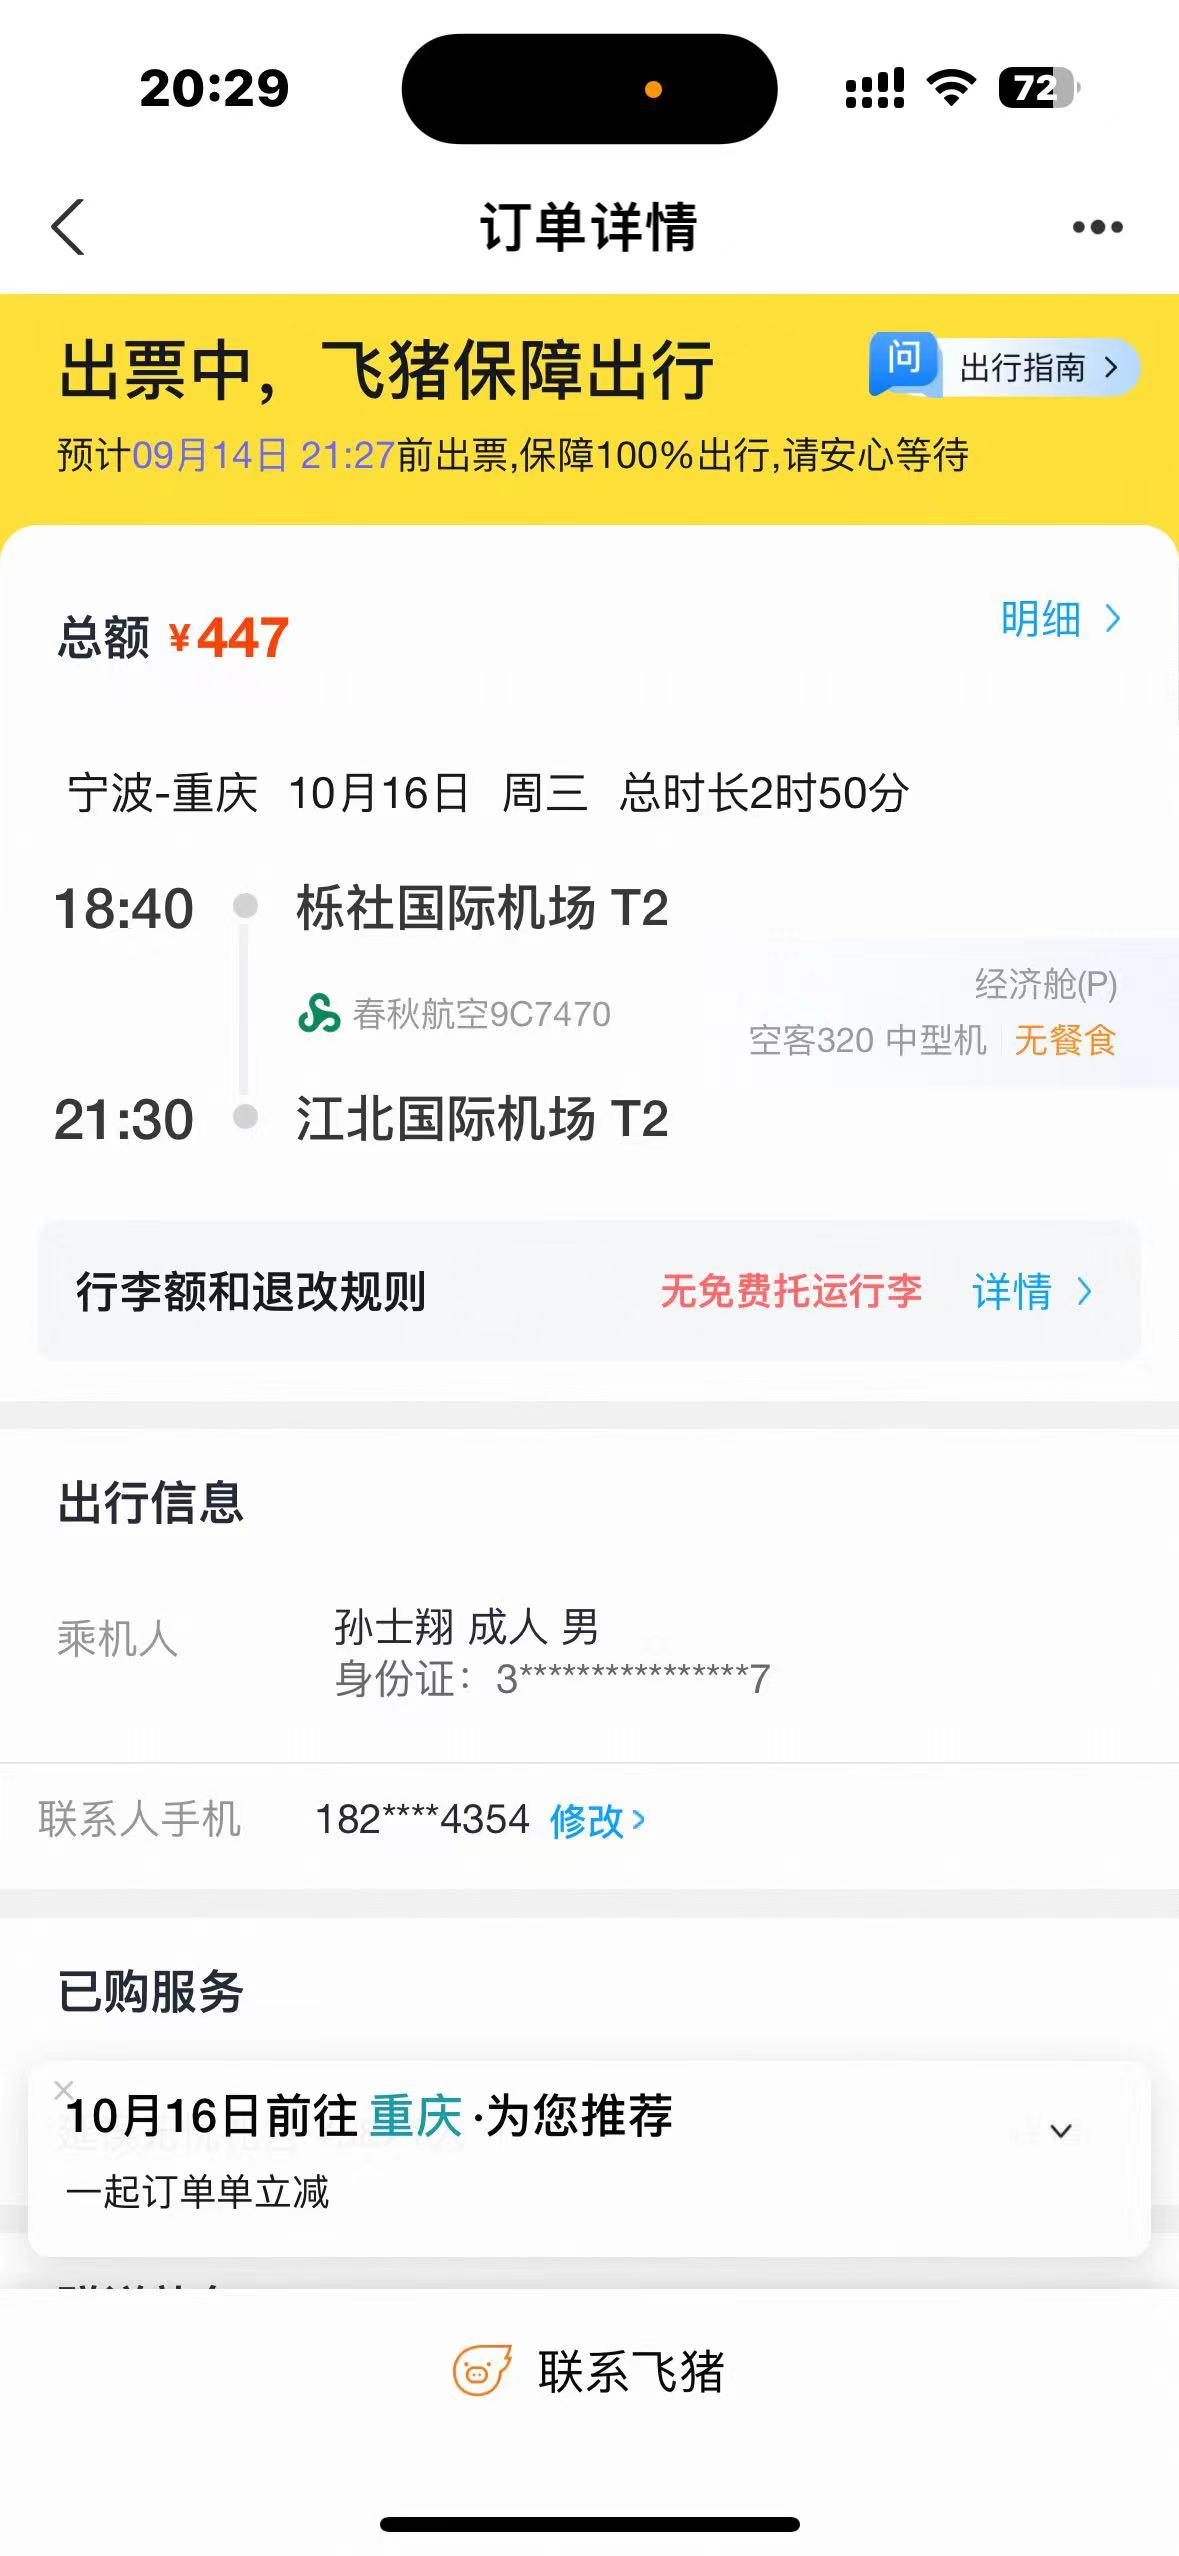 20:29
72
订单详情
出票中，飞猪保障出行
问 出行指南
预计09月14日 21:27前出票,保障100%出行,请安心等待
总额 ¥447
明细
宁波-重庆 10月16日 周三 总时长2时50分
18:40 栎社国际机场 T2
春秋航空9C7470
经济舱(P)
空客320 中型机 无餐食
21:30 江北国际机场 T2
行李额和退改规则 无免费托运行李 详情
出行信息
乘机人 孙士翔 成人 男
身份证：3****************7
联系人手机 182****4354 修改
已购服务
10月16日前往 重庆 ·为您推荐
一起订单单立减
联系飞猪